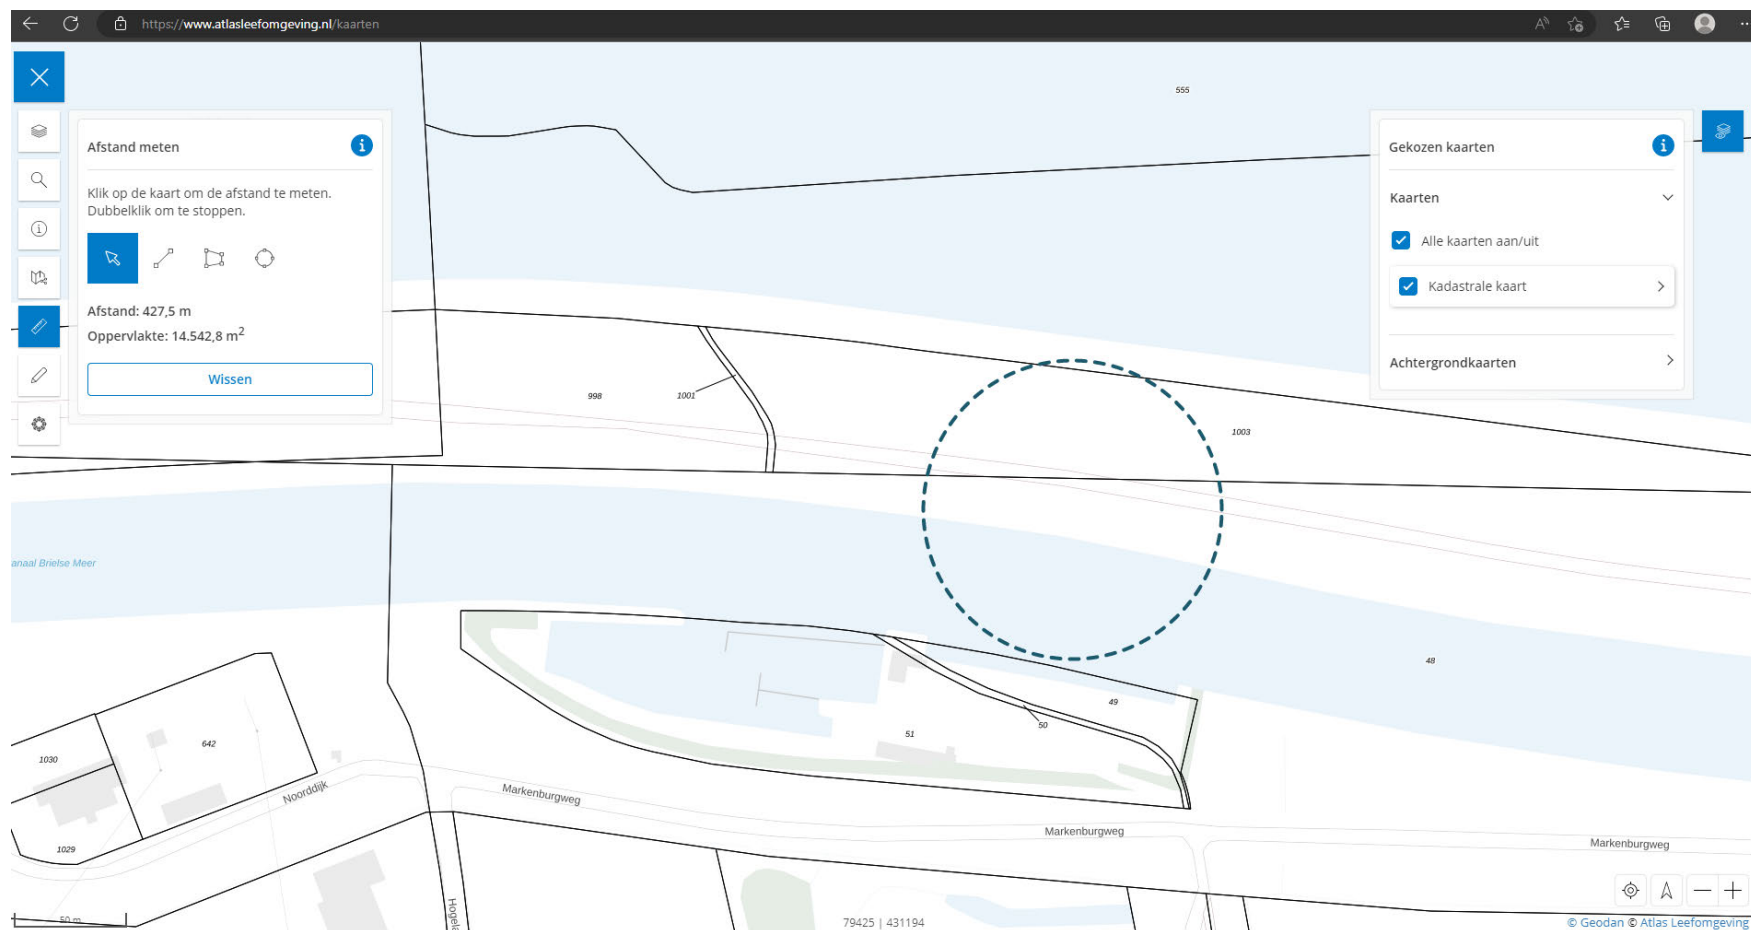 https://www.atlasleefomgeving.nl/kaarten
555
Afstand meten
Klik op de kaart om de afstand te meten.
Dubbelklik om te stoppen.
Afstand: 427,5 m
Oppervlakte: 14.542,8 m²
Wissen
Gekozen kaarten
Kaarten
Alle kaarten aan/uit
Kadastrale kaart
Achtergrondkaarten
998
1001
1003
anaal Brielse Meer
48
49
50
51
642
1030
1029
Noorddijk
Markenburgweg
Markenburgweg
Markenburgweg
Hogela
50 m
79425 | 431194
© Geodan © Atlas Leefomgeving